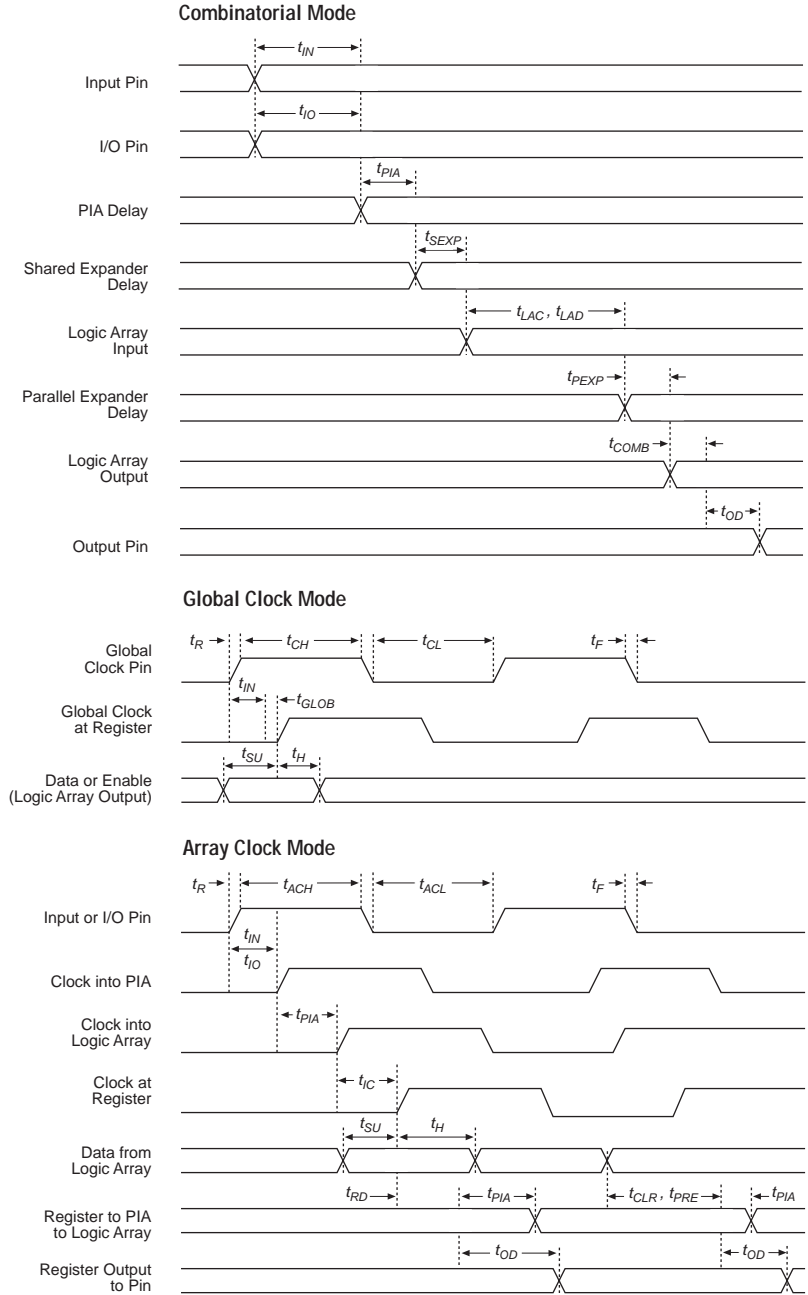 Combinatorial Mode
tIN
Input Pin
tIO
I/O Pin
tPIA
PIA Delay
tSEXP
Shared Expander
Delay
tLAC , tLAD
Logic Array
Input
tPEXP
Parallel Expander
Delay
tCOMB
Logic Array
Output
tOD
Output Pin
Global Clock Mode
tR tCH tCL tF
Global
Clock Pin
tIN tGLOB
Global Clock
at Register
tSU tH
Data or Enable
(Logic Array Output)
Array Clock Mode
tR tACH tACL tF
Input or I/O Pin
tIN
tIO
Clock into PIA
tPIA
Clock into
Logic Array
tIC
Clock at
Register
tSU tH
Data from
Logic Array
tRD tPIA tCLR , tPRE tPIA
Register to PIA
to Logic Array
tOD tOD
Register Output
to Pin